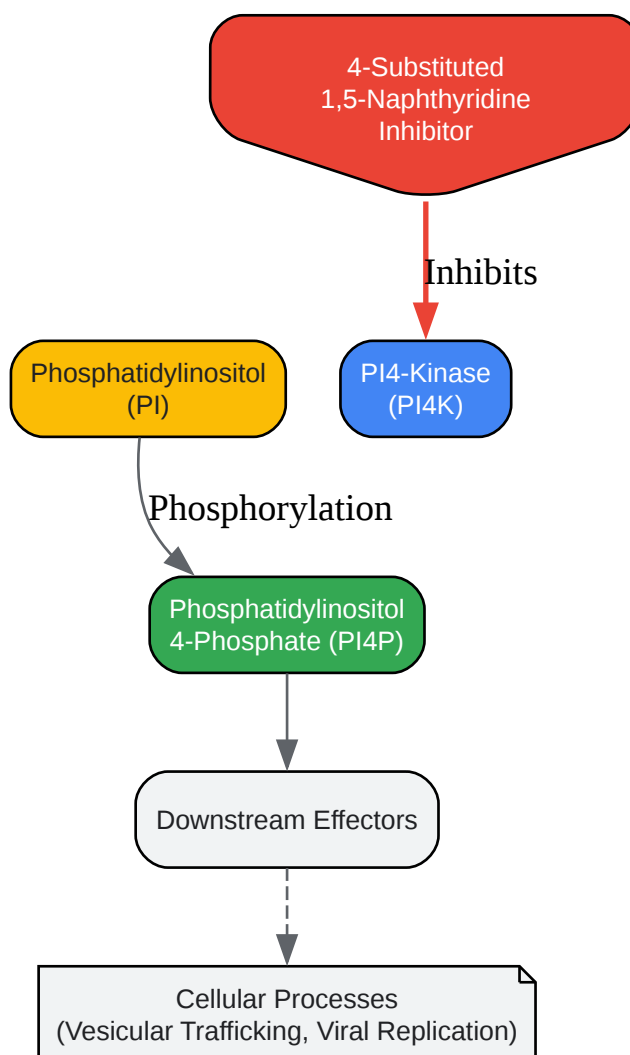 4-Substituted
1,5-Naphthyridine
Inhibitor
Inhibits
Phosphatidylinositol
(PI)
PI4-Kinase
(PI4K)
Phosphorylation
Phosphatidylinositol
4-Phosphate (PI4P)
Downstream Effectors
Cellular Processes
(Vesicular Trafficking, Viral Replication)